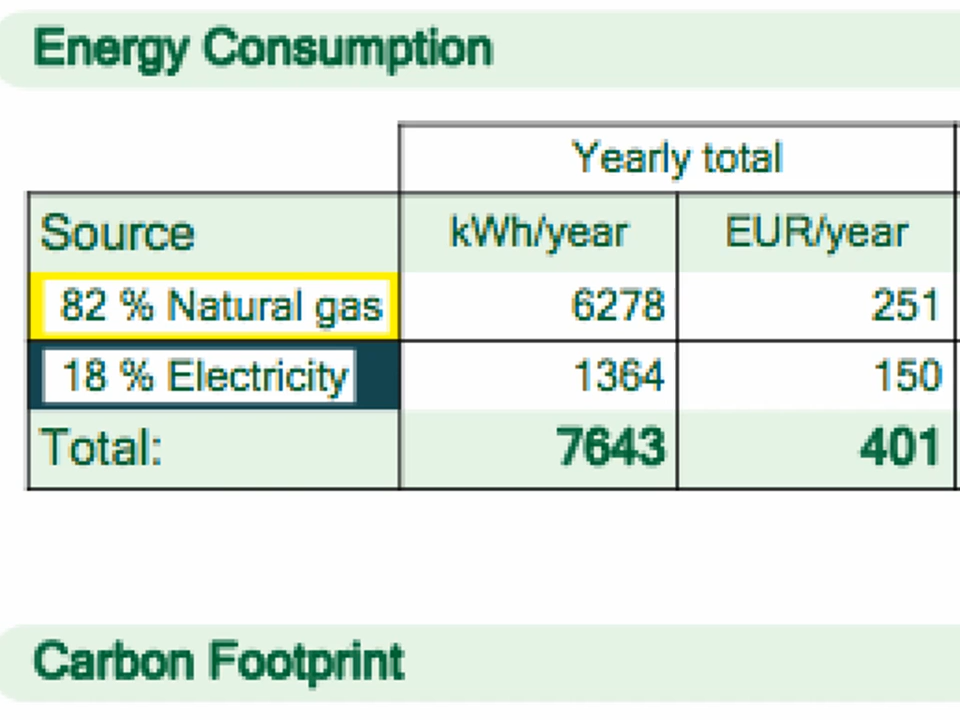 Energy Consumption
Yearly total
Source kWh/year EUR/year
82 % Natural gas 6278 251
18 % Electricity 1364 150
Total: 7643 401
Carbon Footprint